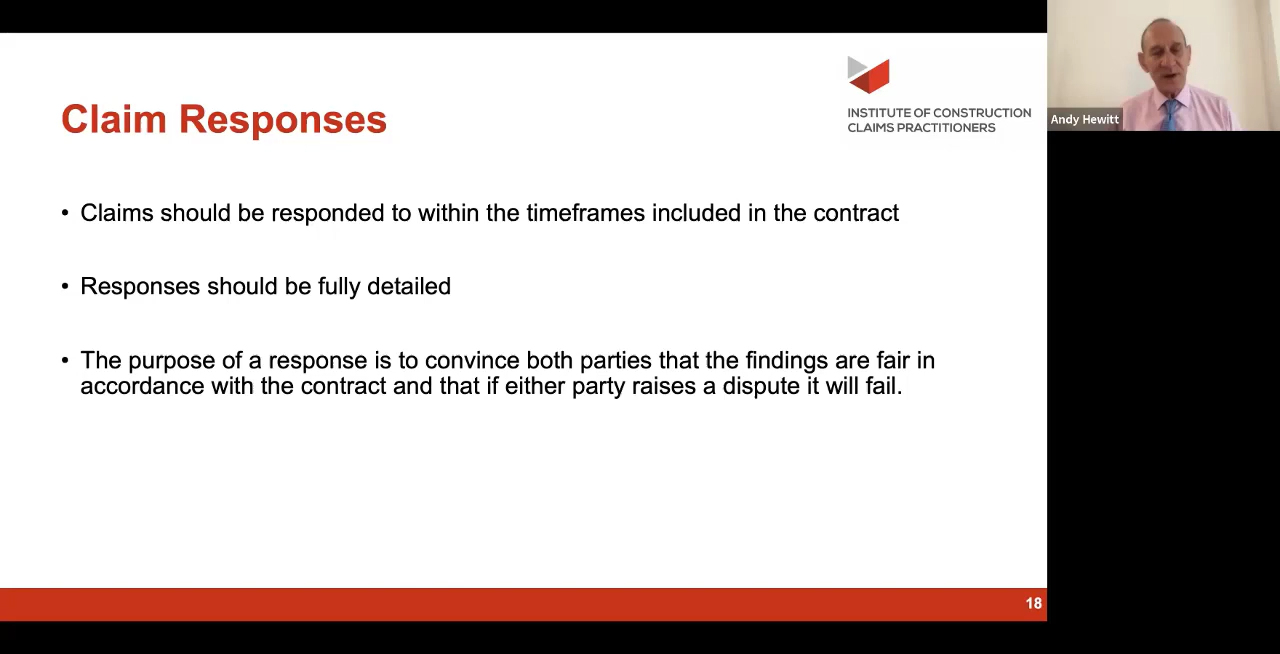 Claim Responses
INSTITUTE OF CONSTRUCTION
CLAIMS PRACTITIONERS
Andy Hewitt
• Claims should be responded to within the timeframes included in the contract
• Responses should be fully detailed
• The purpose of a response is to convince both parties that the findings are fair in
accordance with the contract and that if either party raises a dispute it will fail.
18